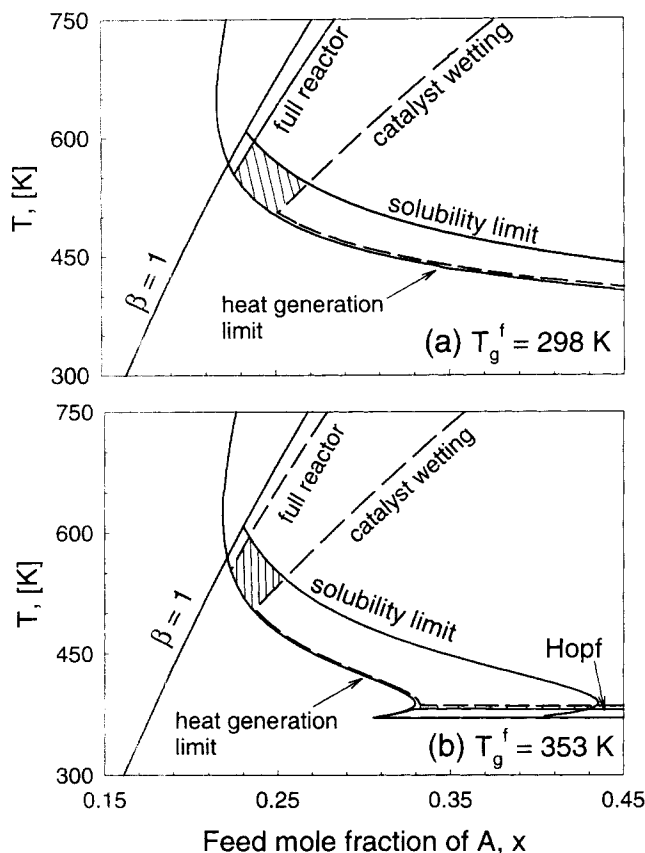 750
600
450
300
T, [K]
full reactor
catalyst wetting
solubility limit
β = 1
heat generation
limit
(a) T_g^f = 298 K
750
600
450
300
T, [K]
full reactor
catalyst wetting
solubility limit
Hopf
β = 1
heat generation
limit
(b) T_g^f = 353 K
0.15 0.25 0.35 0.45
Feed mole fraction of A, x